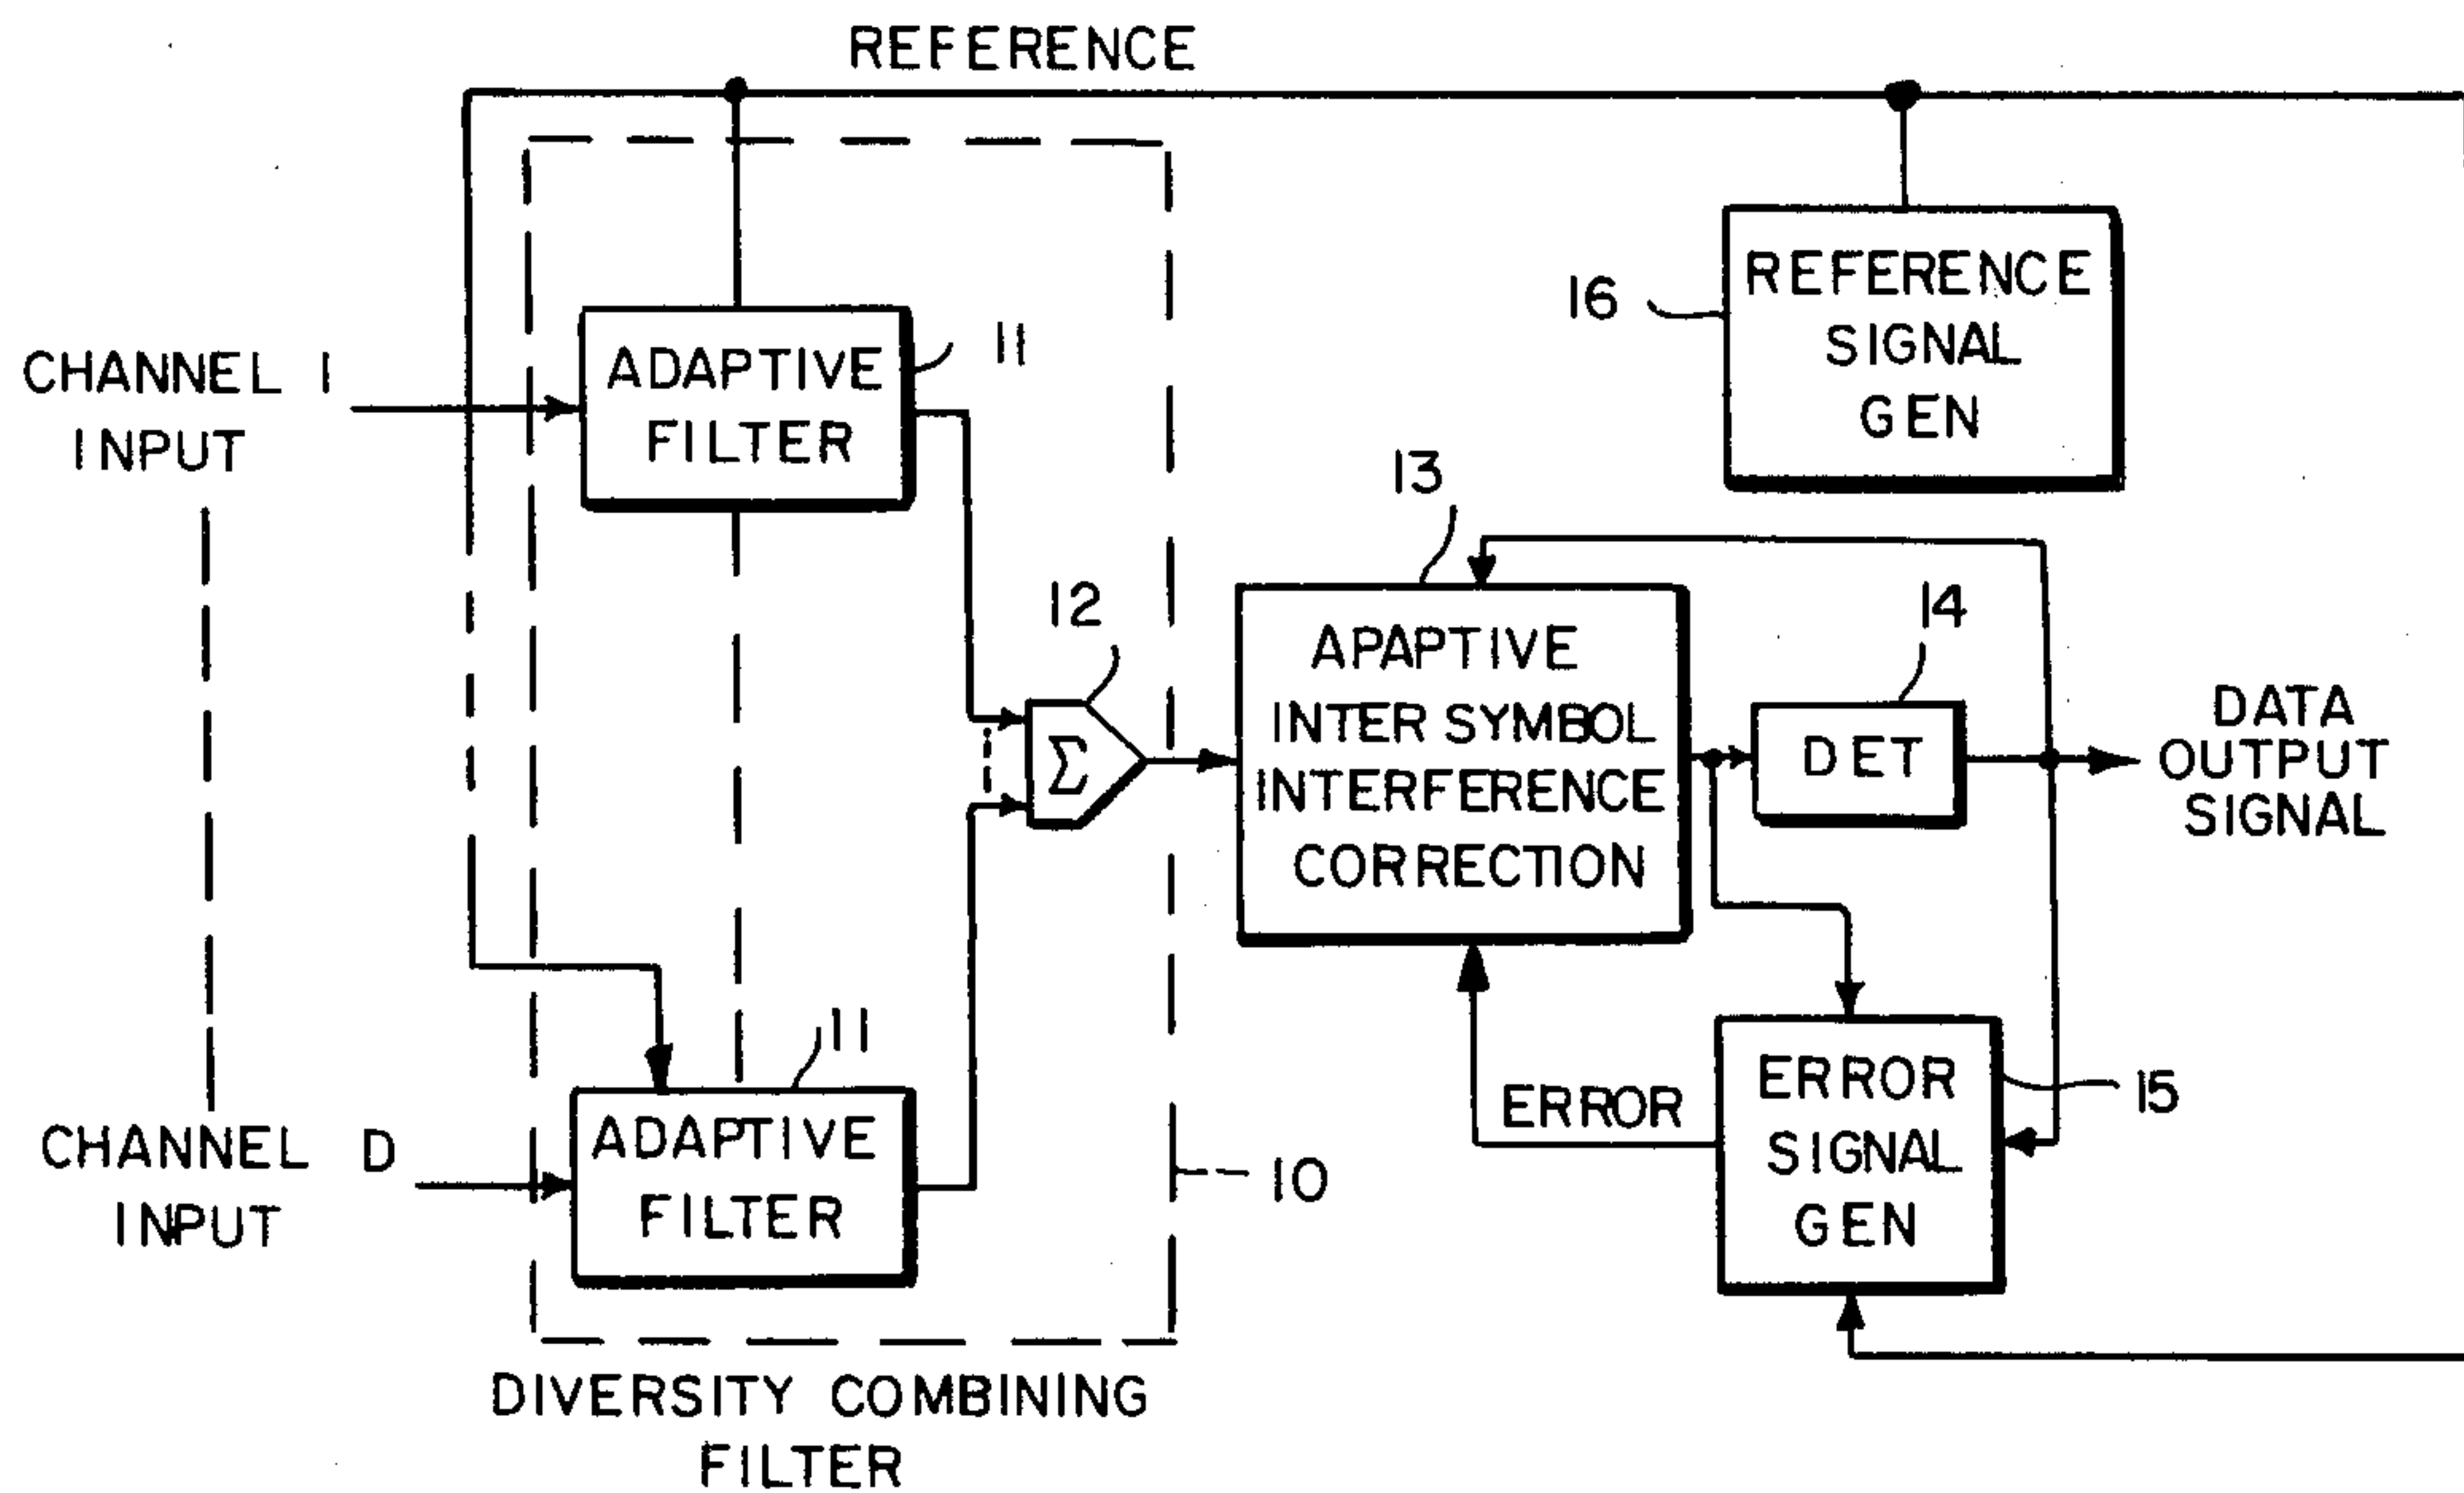 REFERENCE
REFERENCE
SIGNAL
GEN
16
CHANNEL 1
INPUT
ADAPTIVE
FILTER
11
13
12
14
APAPTIVE
INTER SYMBOL
INTERFERENCE
CORRECTION
Σ
DET
DATA
OUTPUT
SIGNAL
CHANNEL D
INPUT
ADAPTIVE
FILTER
11
10
ERROR
ERROR
SIGNAL
GEN
15
DIVERSITY COMBINING
FILTER